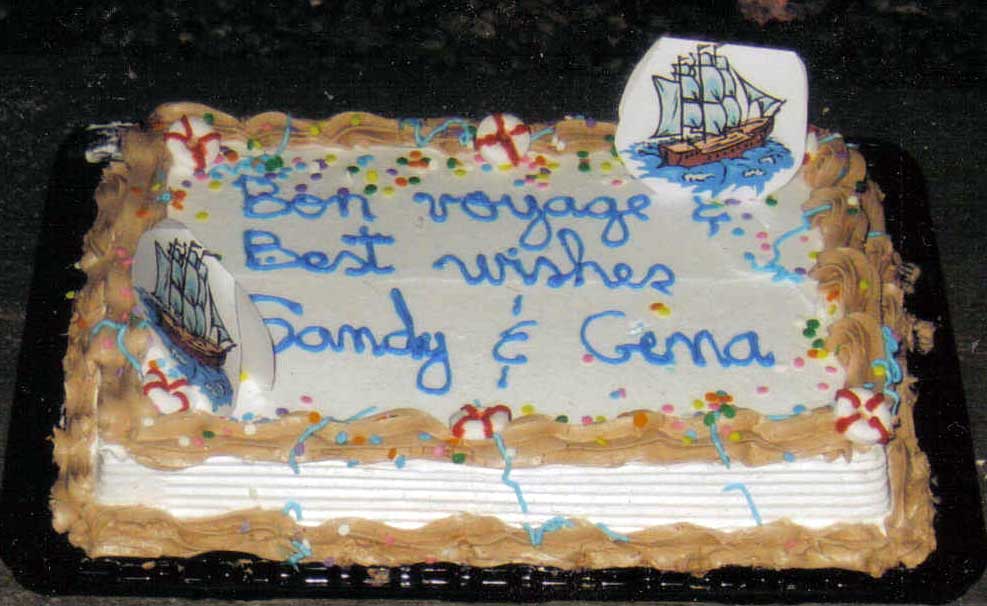 Bon voyage &
Best wishes
Sandy & Gena